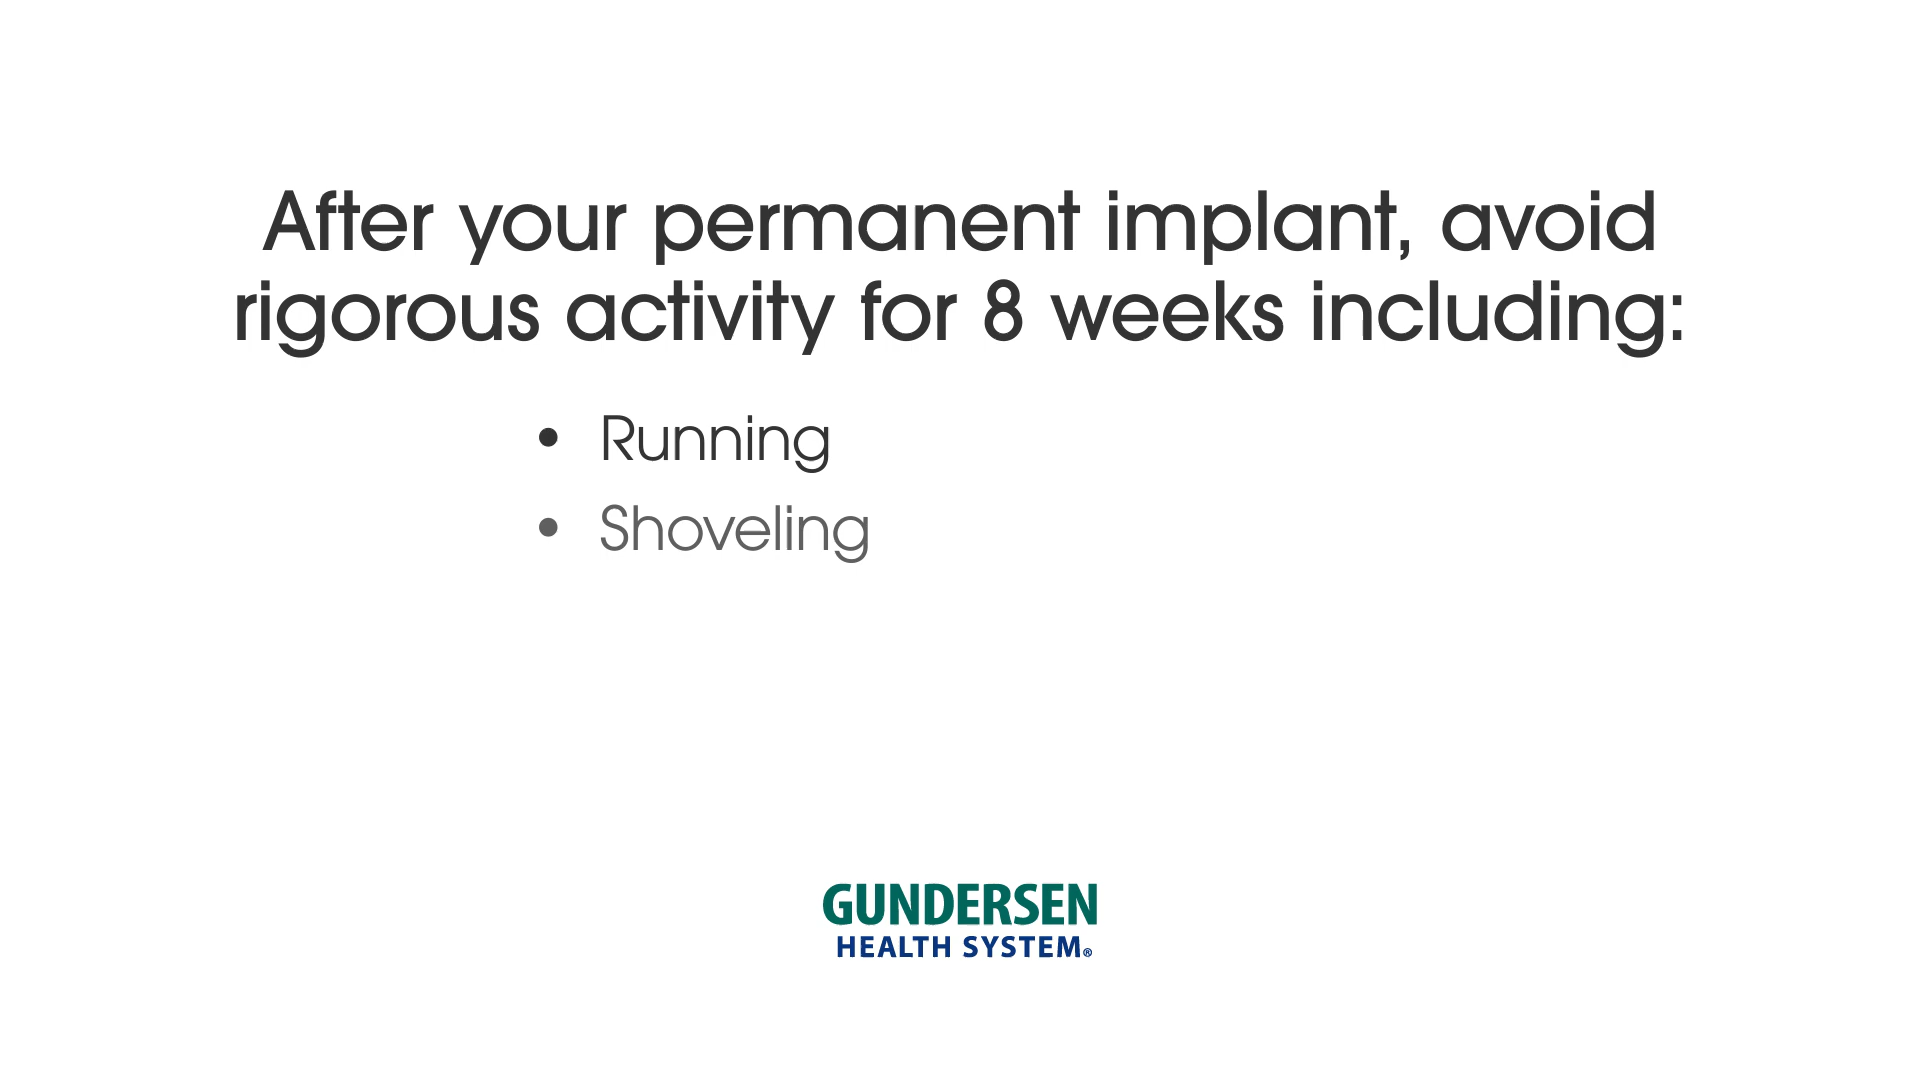 After your permanent implant, avoid
rigorous activity for 8 weeks including:
• Running
• Shoveling
GUNDERSEN
HEALTH SYSTEM®